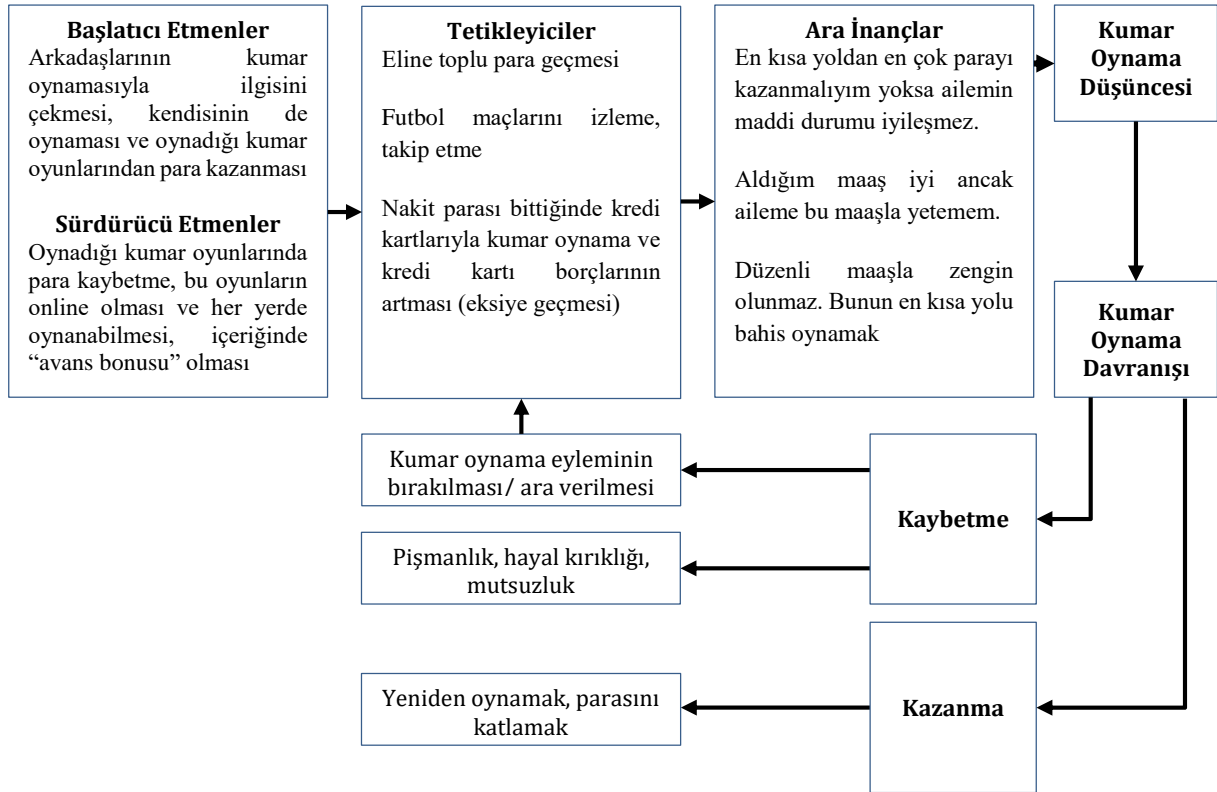 Başlatıcı Etmenler
Arkadaşlarının kumar
oynamasıyla ilgisini
çekmesi, kendisinin de
oynaması ve oynadığı kumar
oyunlarından para kazanması
Sürdürücü Etmenler
Oynadığı kumar oyunlarında
para kaybetme, bu oyunların
online olması ve her yerde
oynanabilmesi, içeriğinde
“avans bonusu” olması
Tetikleyiciler
Eline toplu para geçmesi
Futbol maçlarını izleme,
takip etme
Nakit parası bittiğinde kredi
kartlarıyla kumar oynama ve
kredi kartı borçlarının
artması (eksiye geçmesi)
Ara İnançlar
En kısa yoldan en çok parayı
kazanmalıyım yoksa ailemin
maddi durumu iyileşmez.
Aldığım maaş iyi ancak
aileme bu maaşla yetemem.
Düzenli maaşla zengin
olunmaz. Bunun en kısa yolu
bahis oynamak
Kumar
Oynama
Düşüncesi
Kumar
Oynama
Davranışı
Kumar oynama eyleminin
bırakılması/ ara verilmesi
Pişmanlık, hayal kırıklığı,
mutsuzluk
Kaybetme
Yeniden oynamak, parasını
katlamak
Kazanma